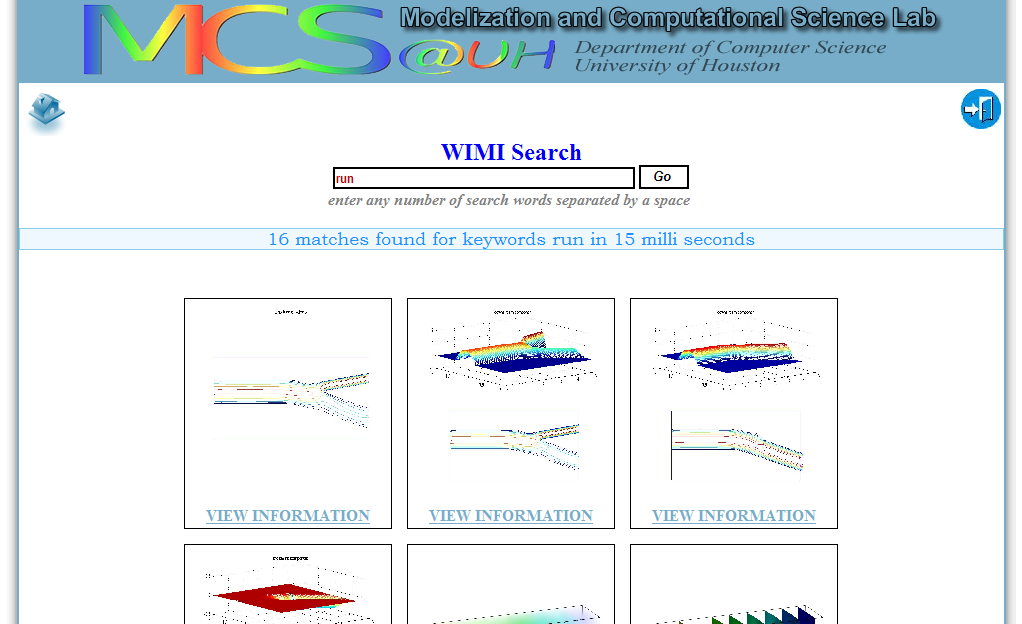 MCS@UH
Modelization and Computational Science Lab
Department of Computer Science
University of Houston
WIMI Search
run
Go
enter any number of search words separated by a space
16 matches found for keywords run in 15 milli seconds
VIEW INFORMATION VIEW INFORMATION VIEW INFORMATION